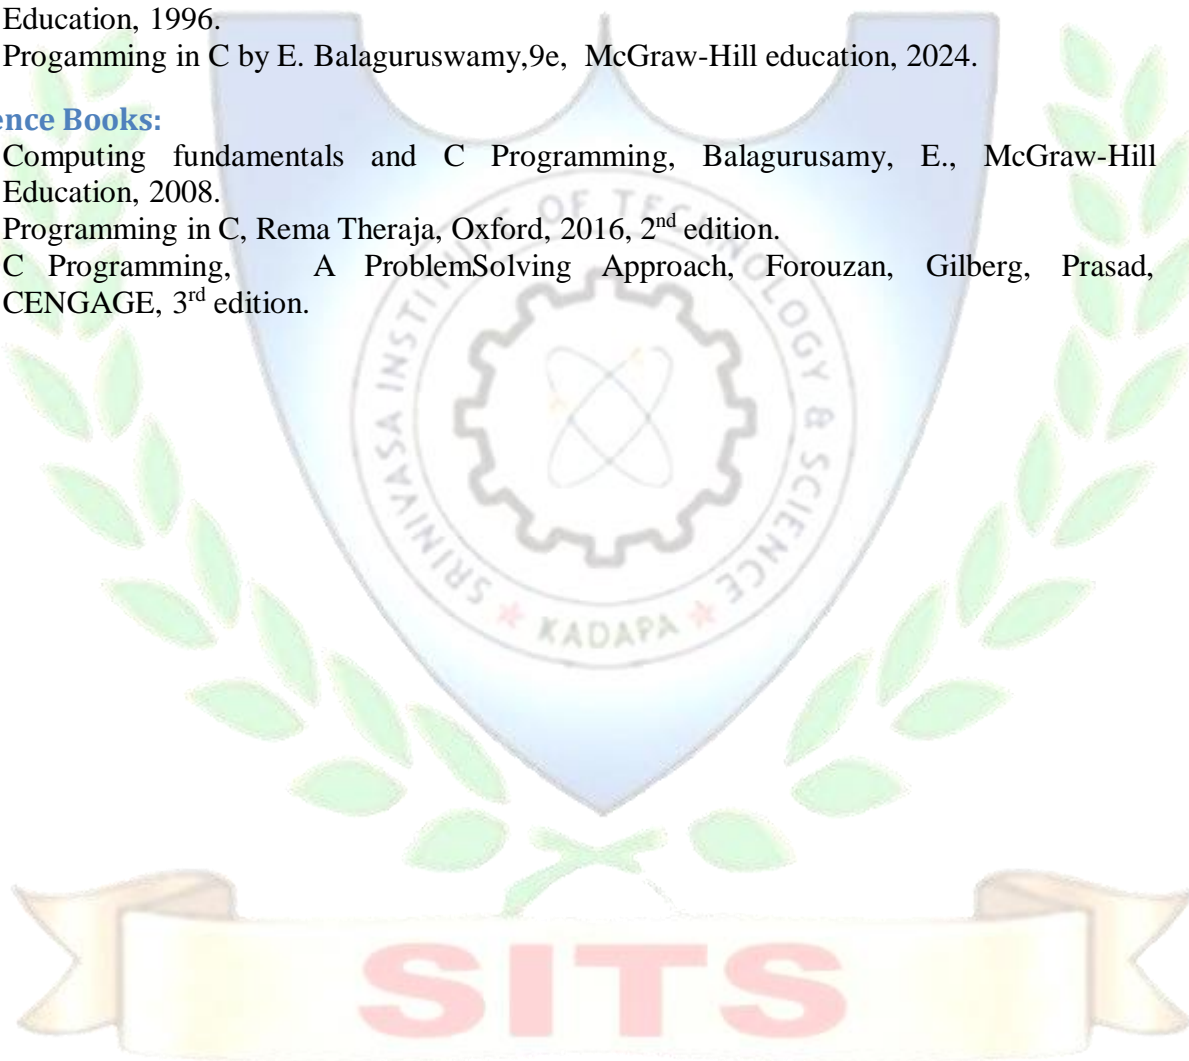 Education, 1996.
Progamming in C by E. Balaguruswamy,9e, McGraw-Hill education, 2024.
ence Books:
Computing fundamentals and C Programming, Balagurusamy, E., McGraw-Hill
Education, 2008.
Programming in C, Rema Theraja, Oxford, 2016, 2nd edition.
C Programming, A ProblemSolving Approach, Forouzan, Gilberg, Prasad,
CENGAGE, 3rd edition.
SRINIVASA INSTITUTE OF TECHNOLOGY & SCIENCE
KADAPA
SITS